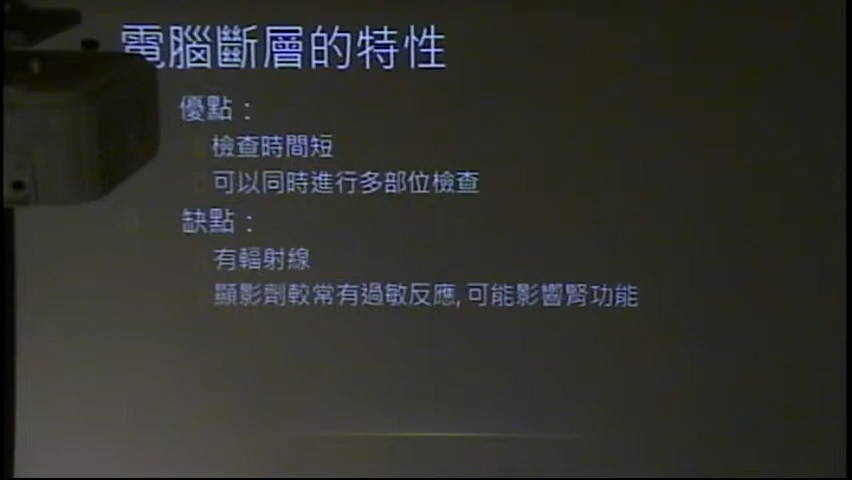 電腦斷層的特性
優點：
檢查時間短
可以同時進行多部位檢查
缺點：
有輻射線
顯影劑較常有過敏反應, 可能影響腎功能